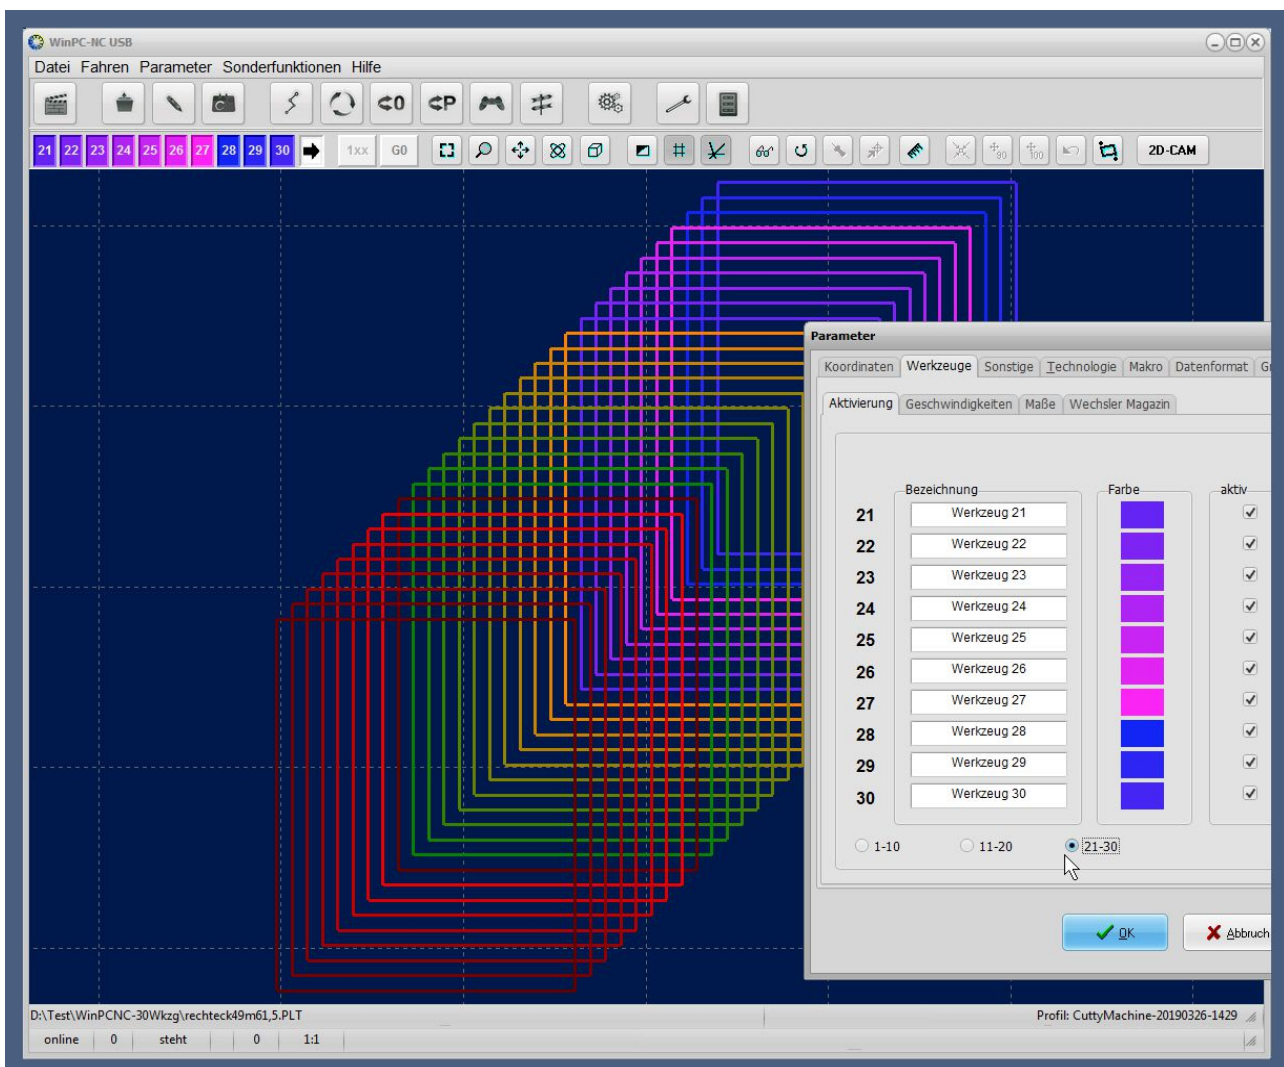 WinPC-NC USB
Datei Fahren Parameter Sonderfunktionen Hilfe
0 P
21 22 23 24 25 26 27 28 29 30 1xx G0 90 100 2D-CAM
Parameter
Koordinaten Werkzeuge Sonstige Technologie Makro Datenformat
Aktivierung Geschwindigkeiten Maße Wechsler Magazin
Bezeichnung Farbe aktiv
21 Werkzeug 21
22 Werkzeug 22
23 Werkzeug 23
24 Werkzeug 24
25 Werkzeug 25
26 Werkzeug 26
27 Werkzeug 27
28 Werkzeug 28
29 Werkzeug 29
30 Werkzeug 30
1-10 11-20 21-30
OK Abbruch
D:\Test\WinPCNC-30Wkzg\rechteck49m61,5.PLT Profil: CuttyMachine-20190326-1429
online 0 steht 0 1:1